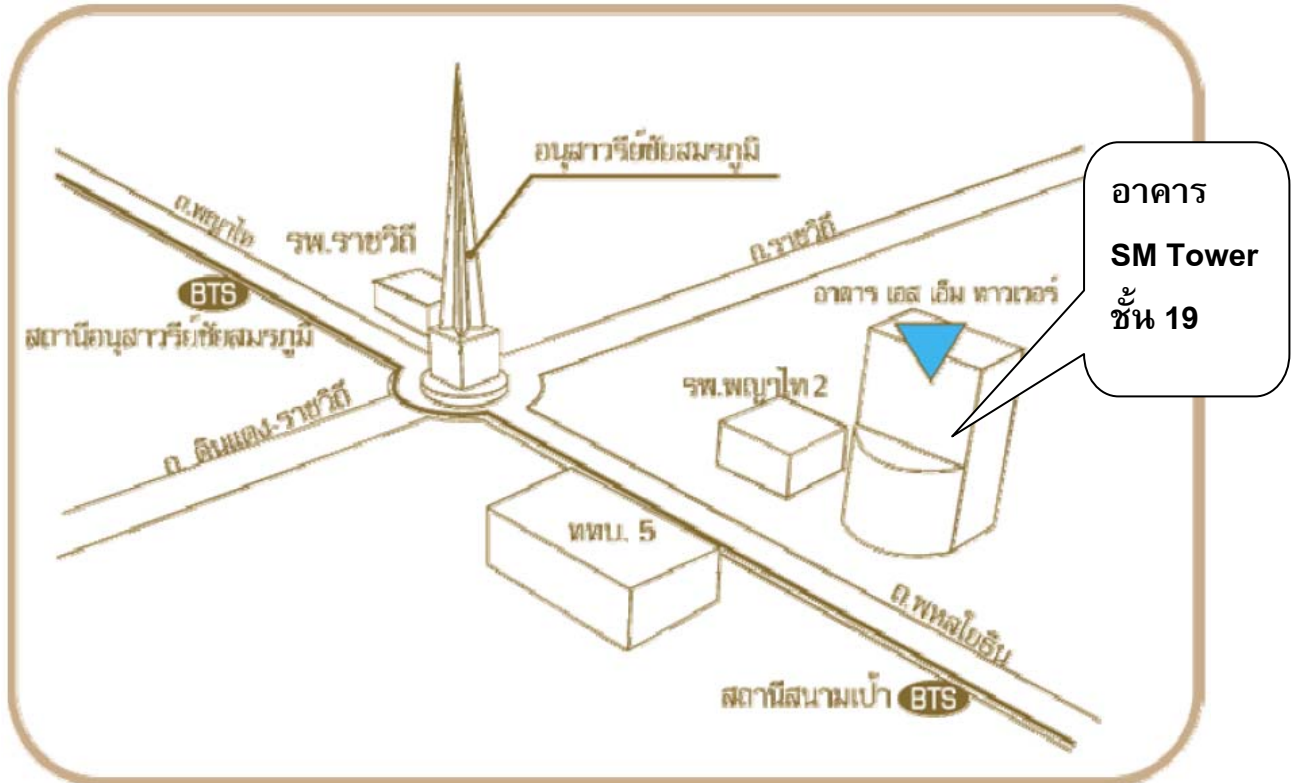 อนุสาวรีย์ชัยสมรภูมิ
ถ.พญาไท
รพ.ราชวิถี
ถ.ราชวิถี
อาคาร
SM Tower
ชั้น 19
BTS
สถานีอนุสาวรีย์ชัยสมรภูมิ
อาคาร เอส เอ็ม ทาวเวอร์
รพ.พญาไท 2
ถ. ดินแดง-ราชวิถี
ททบ. 5
ถ.พหลโยธิน
สถานีสนามเป้า BTS